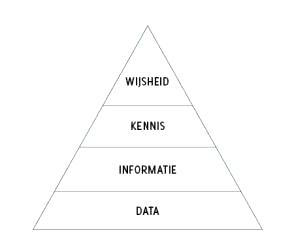 WIJSHEID
KENNIS
INFORMATIE
DATA